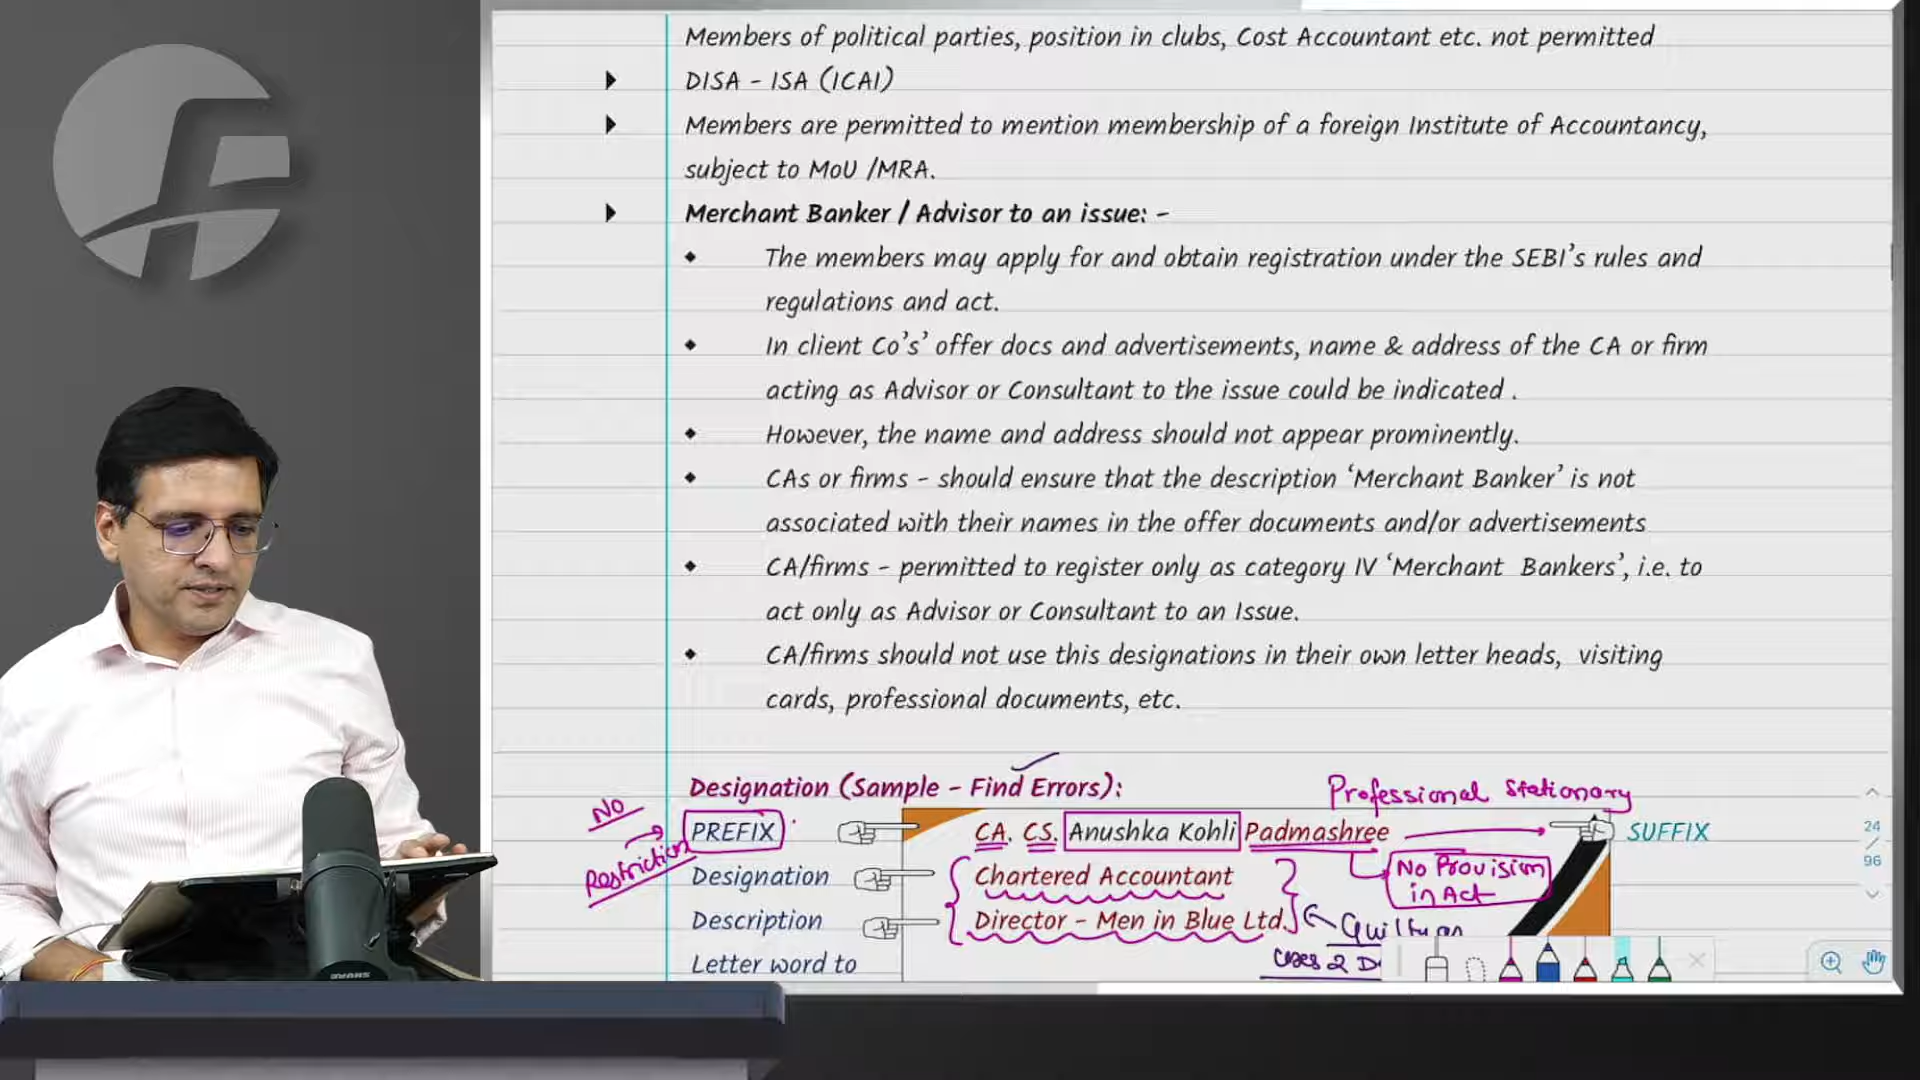 Members of political parties, position in clubs, Cost Accountant etc. not permitted
DISA - ISA (ICAI)
Members are permitted to mention membership of a foreign Institute of Accountancy,
subject to MoU /MRA.
Merchant Banker / Advisor to an issue: -
The members may apply for and obtain registration under the SEBI's rules and
regulations and act.
In client Co's' offer docs and advertisements, name & address of the CA or firm
acting as Advisor or Consultant to the issue could be indicated .
However, the name and address should not appear prominently.
CAs or firms - should ensure that the description 'Merchant Banker' is not
associated with their names in the offer documents and/or advertisements
CA/firms - permitted to register only as category IV 'Merchant Bankers', i.e. to
act only as Advisor or Consultant to an Issue.
CA/firms should not use this designations in their own letter heads, visiting
cards, professional documents, etc.
Designation (Sample - Find Errors):
Professional Stationary
No
Restriction
PREFIX
CA. CS. Anushka Kohli Padmashree
SUFFIX
24
/
96
Designation
Chartered Accountant
No Provision
in Act
Description
Director - Men in Blue Ltd.
Guilty
Letter word to